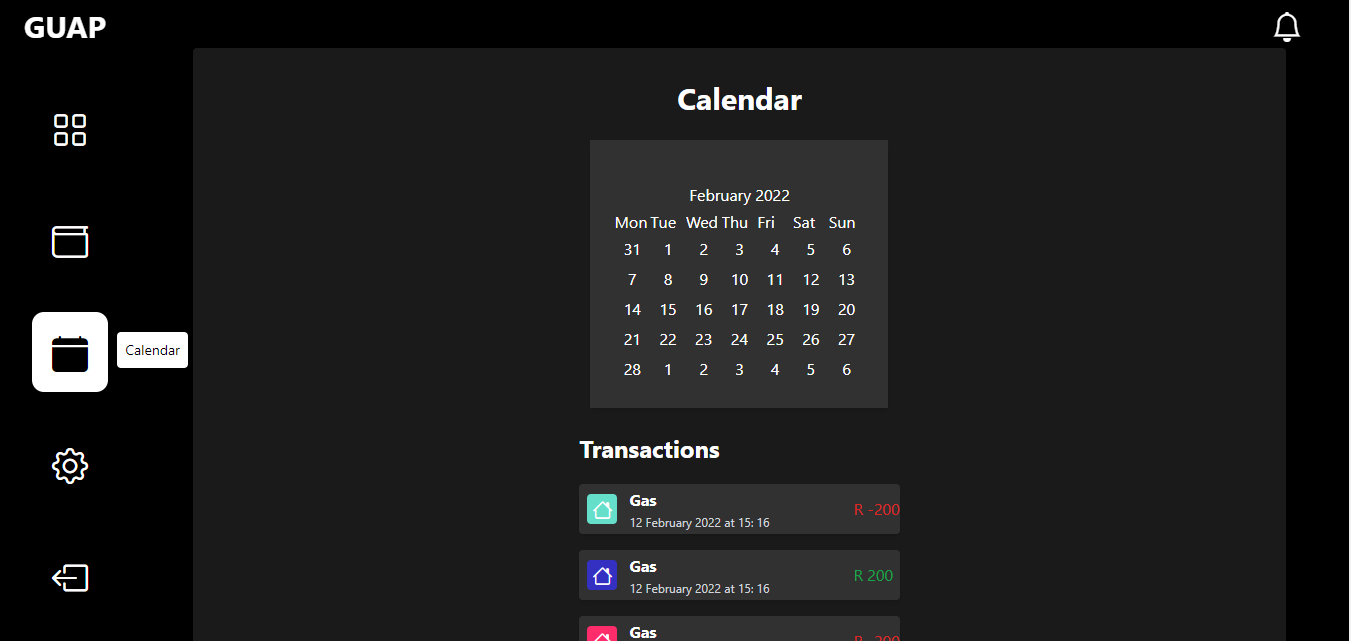 GUAP
Calendar
Calendar
February 2022
Mon Tue Wed Thu Fri Sat Sun
31 1 2 3 4 5 6
7 8 9 10 11 12 13
14 15 16 17 18 19 20
21 22 23 24 25 26 27
28 1 2 3 4 5 6
Transactions
Gas
12 February 2022 at 15: 16
R -200
Gas
12 February 2022 at 15: 16
R 200
Gas
R -200